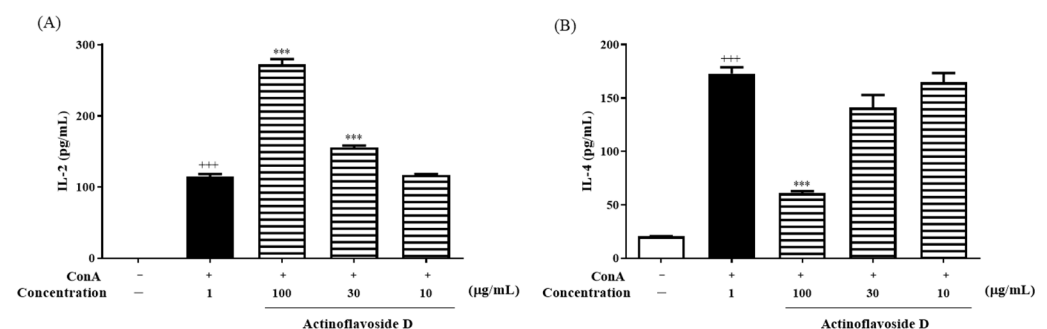 (A)
300
***
200
IL-2 (pg/mL)
***
+++
100
0
ConA − + + + +
Concentration − 1 100 30 10 (µg/mL)
Actinoflavoside D
(B)
200
+++
150
IL-4 (pg/mL)
100
***
50
0
ConA − + + + +
Concentration − 1 100 30 10 (µg/mL)
Actinoflavoside D